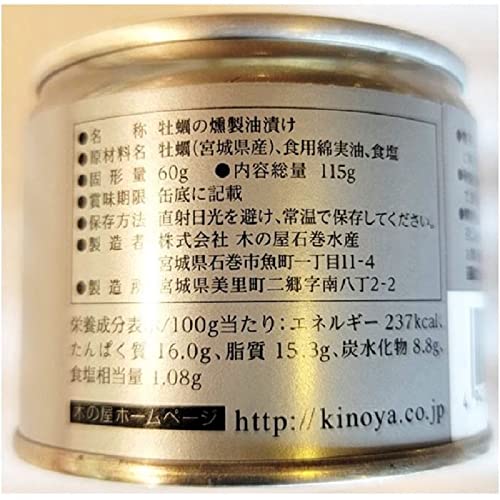 ●名　　称　牡蠣の燻製油漬け
●原材料名　牡蠣(宮城県産)、食用綿実油、食塩
●固形量　60g　●内容総量　115g
●賞味期限　缶底に記載
●保存方法　直射日光を避け、常温で保存してください。
●製造者　株式会社 木の屋石巻水産
宮城県石巻市魚町一丁目11-4
●製造所　宮城県美里町二郷字南八丁2-2
栄養成分表示/100g当たり:エネルギー237kcal、
たんぱく質 16.0g、脂質 15.3g、炭水化物 8.8g、
食塩相当量 1.08g
木の屋ホームページ　http://kinoya.co.jp